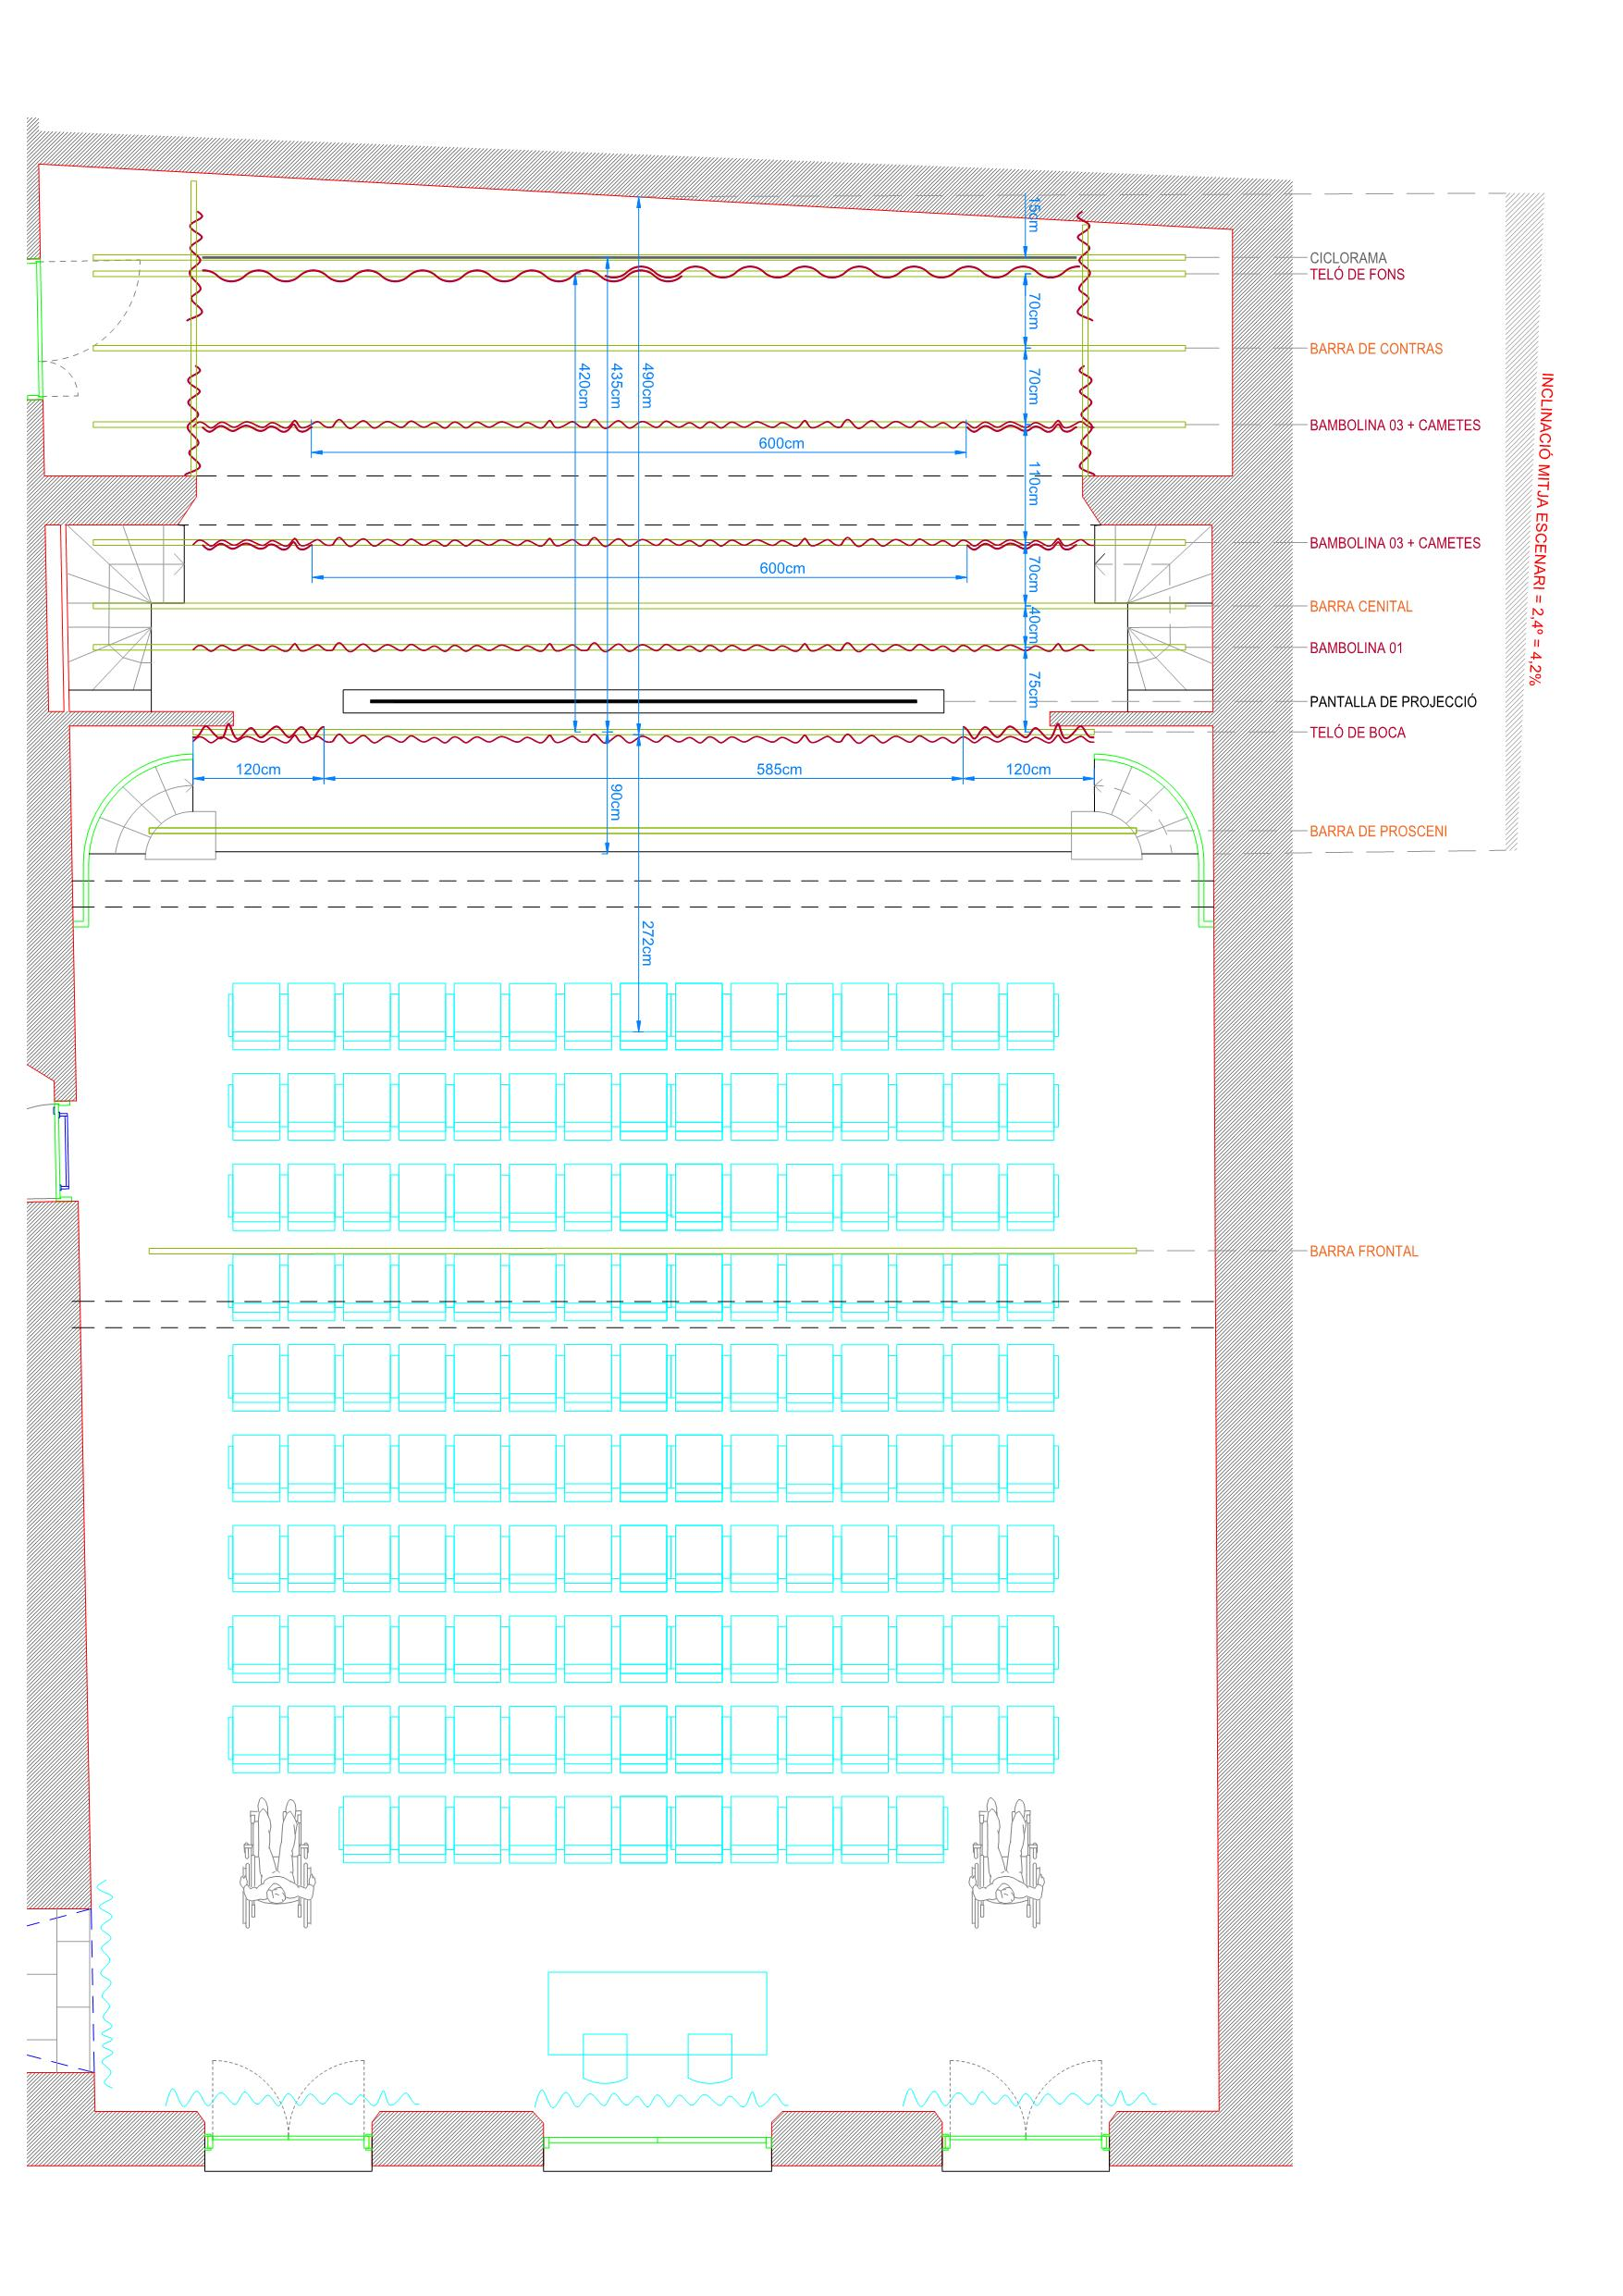 15cm
CICLORAMA
TELÓ DE FONS
70cm
BARRA DE CONTRAS
420cm
435cm
490cm
70cm
BAMBOLINA 03 + CAMETES
600cm
110cm
INCLINACIÓ MITJA ESCENARI = 2,4º = 4,2%
BAMBOLINA 03 + CAMETES
600cm
70cm
BARRA CENITAL
40cm
BAMBOLINA 01
75cm
PANTALLA DE PROJECCIÓ
TELÓ DE BOCA
120cm
585cm
120cm
90cm
BARRA DE PROSCENI
272cm
BARRA FRONTAL